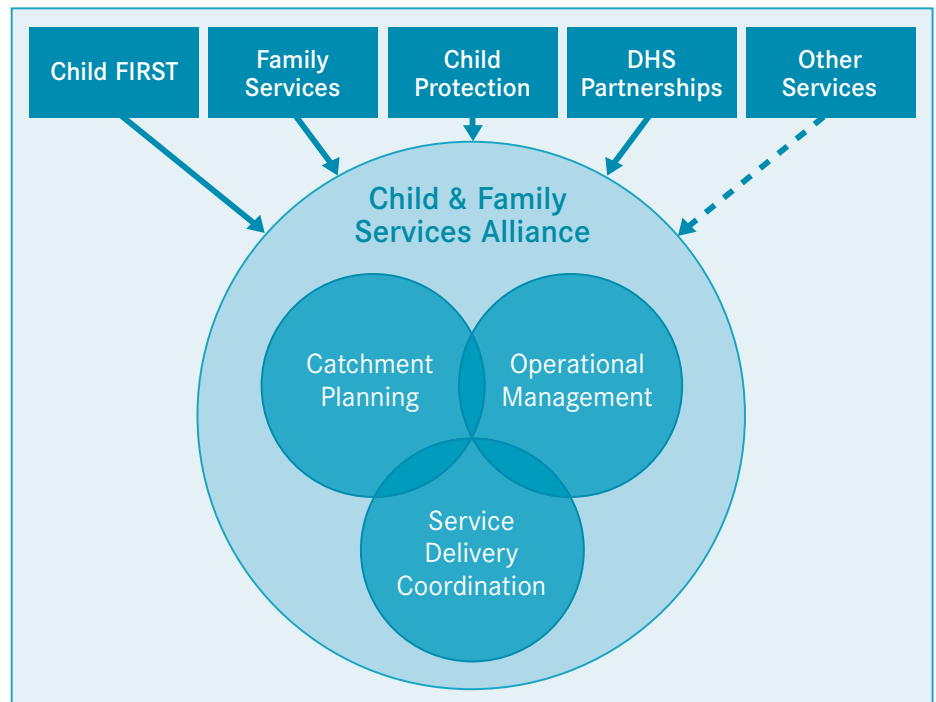 Child FIRST
Family
Services
Child
Protection
DHS
Partnerships
Other
Services
Child & Family
Services Alliance
Catchment
Planning
Operational
Management
Service
Delivery
Coordination